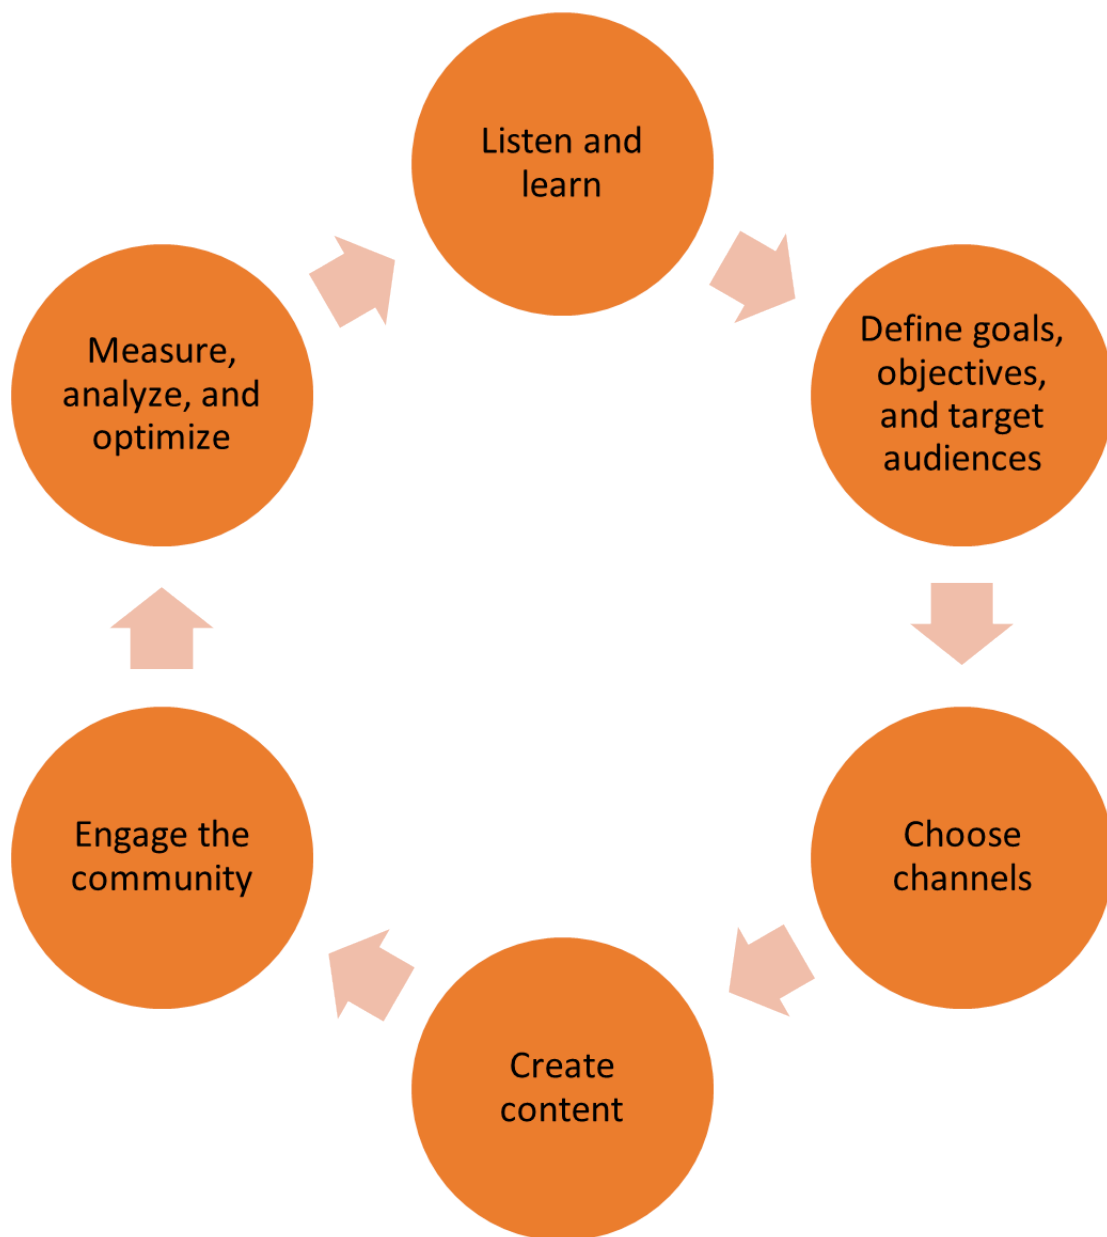 Listen and
learn
Define goals,
objectives,
and target
audiences
Choose
channels
Create
content
Engage the
community
Measure,
analyze, and
optimize